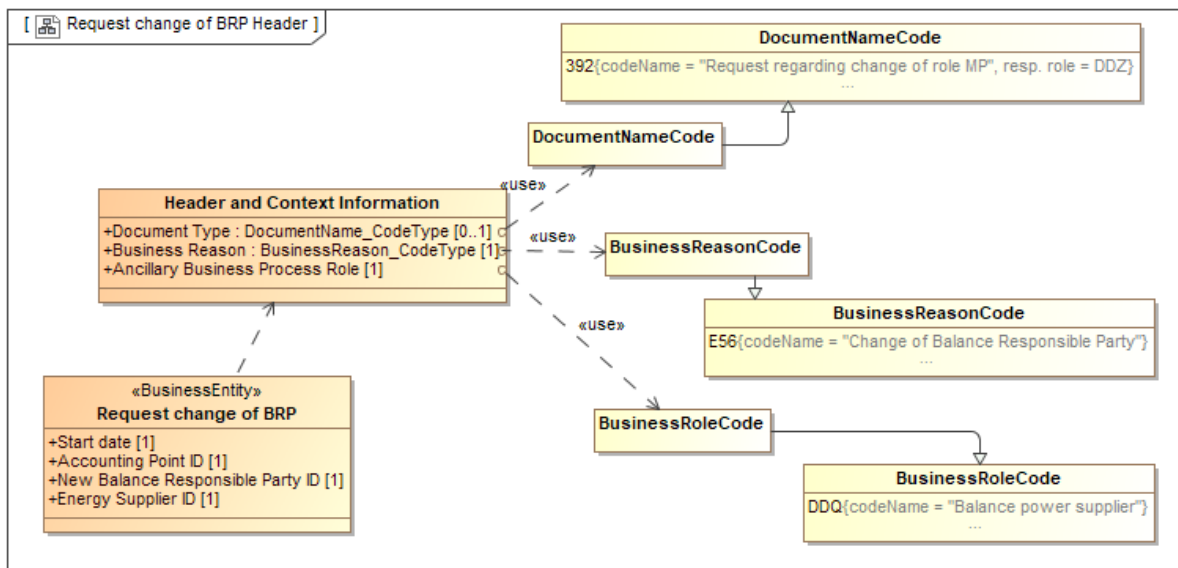 [ Request change of BRP Header ]
DocumentNameCode
392{codeName = "Request regarding change of role MP", resp. role = DDZ}
...
DocumentNameCode
«use»
Header and Context Information
+Document Type : DocumentName_CodeType [0..1]
+Business Reason : BusinessReason_CodeType [1]
+Ancillary Business Process Role [1]
«use»
BusinessReasonCode
BusinessReasonCode
E56{codeName = "Change of Balance Responsible Party"}
...
«use»
«BusinessEntity»
Request change of BRP
+Start date [1]
+Accounting Point ID [1]
+New Balance Responsible Party ID [1]
+Energy Supplier ID [1]
BusinessRoleCode
BusinessRoleCode
DDQ{codeName = "Balance power supplier"}
...